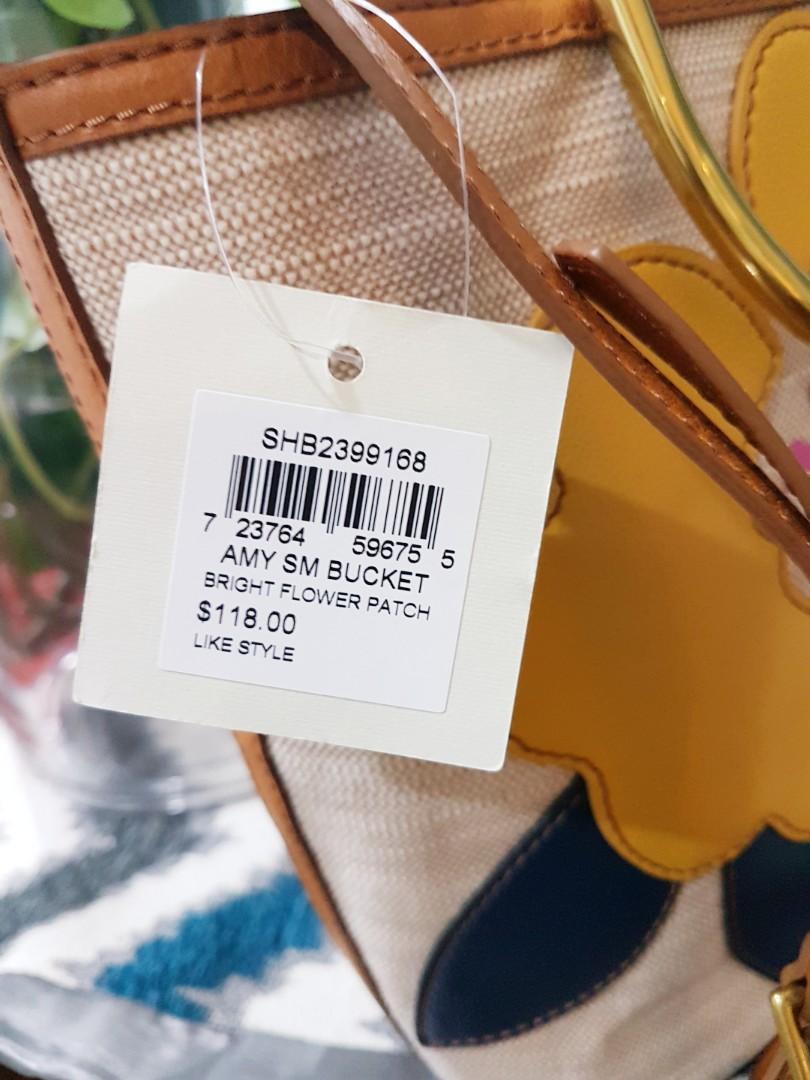 SHB2399168
7 23764 59675 5
AMY SM BUCKET
BRIGHT FLOWER PATCH
$118.00
LIKE STYLE